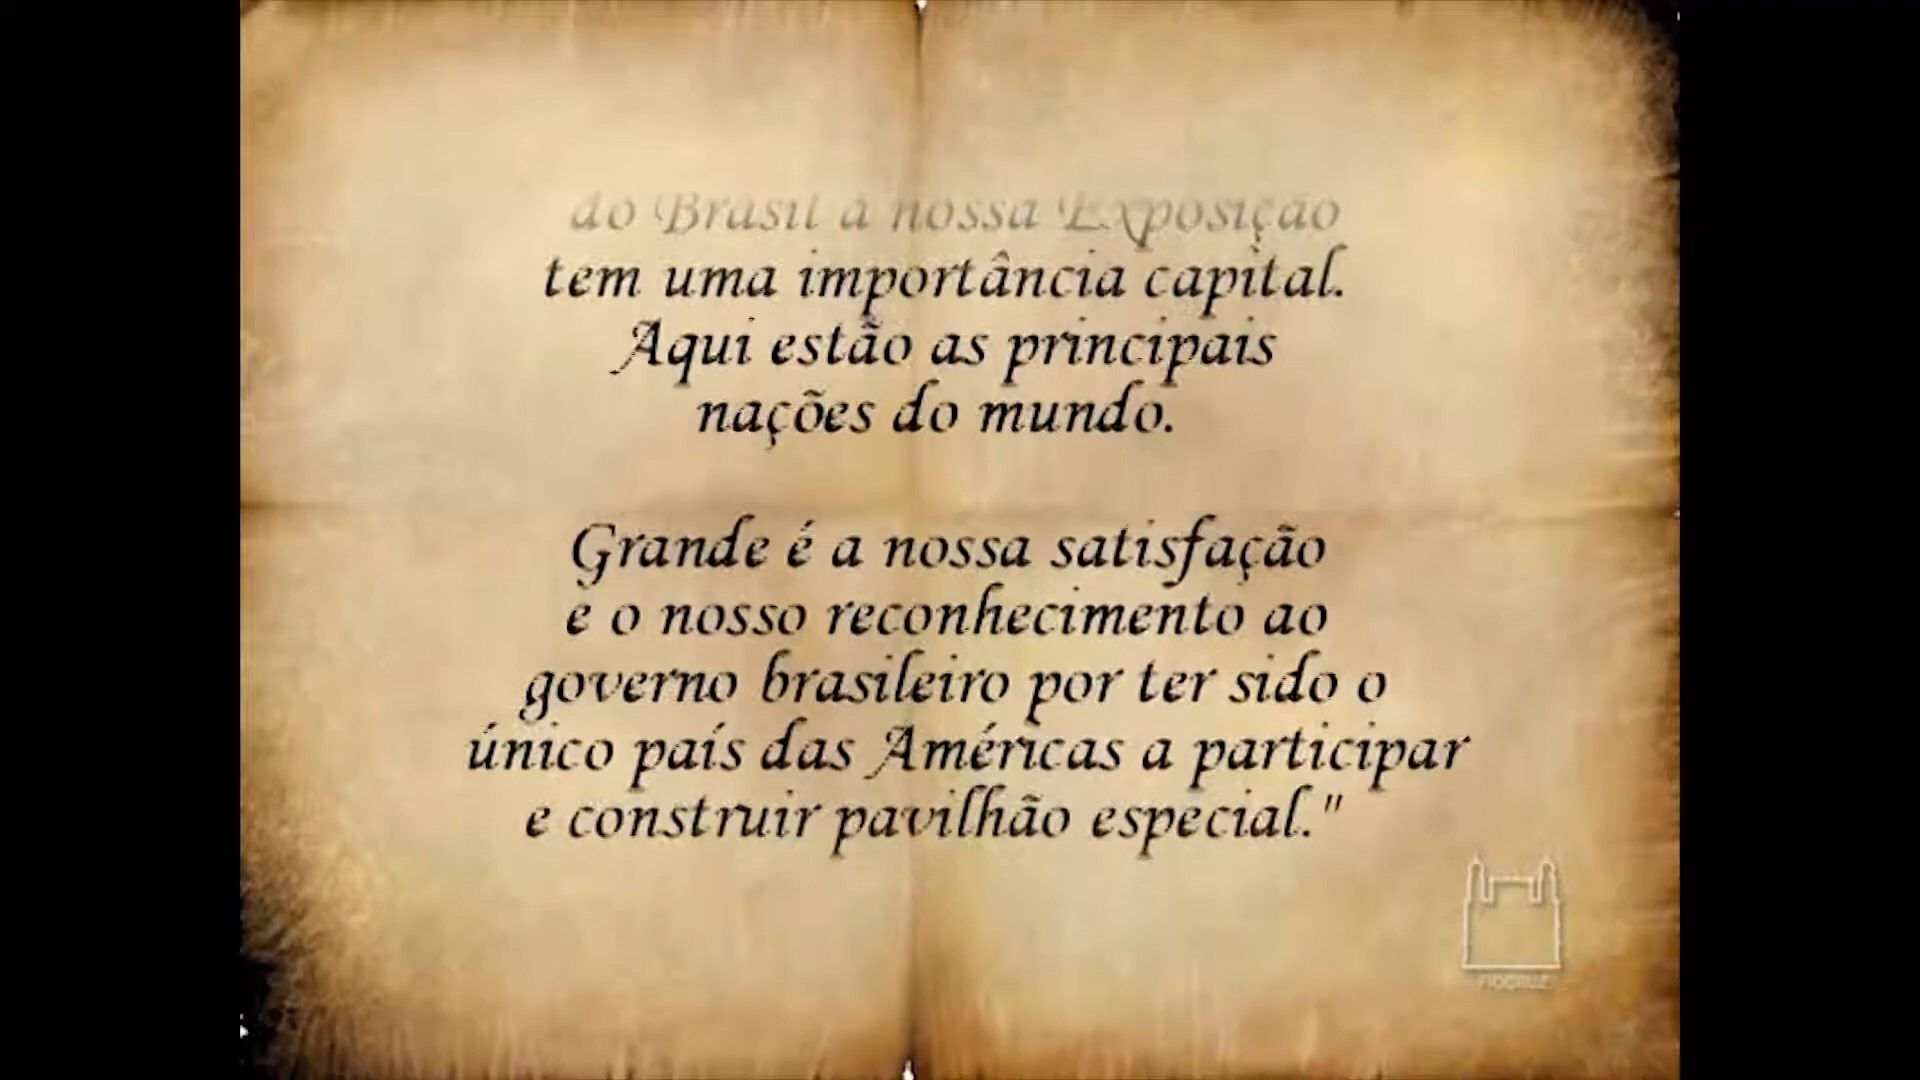 do Brasil à nossa Exposição
tem uma importância capital.
Aqui estão as principais
nações do mundo.
Grande é a nossa satisfação
e o nosso reconhecimento ao
governo brasileiro por ter sido o
único país das Américas a participar
e construir pavilhão especial."
FIOCRUZ